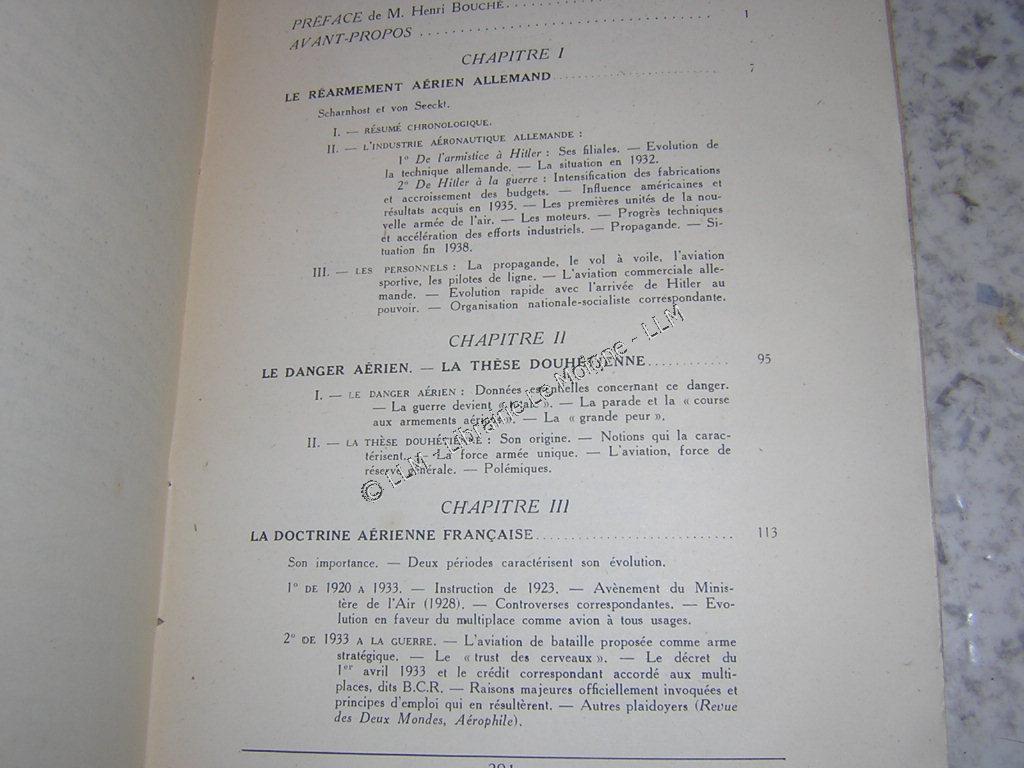 PRÉFACE de M. Henri BOUCHÉ
AVANT-PROPOS 1
CHAPITRE I
LE RÉARMEMENT AÉRIEN ALLEMAND 7
Scharnhost et von Seeckt.
I. — RÉSUMÉ CHRONOLOGIQUE.
II. — L'INDUSTRIE AÉRONAUTIQUE ALLEMANDE :
1° De l'armistice à Hitler : Ses filiales. — Evolution de
la technique allemande. — La situation en 1932.
2° De Hitler à la guerre : Intensification des fabrications
et accroissement des budgets. — Influence américaines et
résultats acquis en 1935. — Les premières unités de la nou-
velle armée de l'air. — Les moteurs. — Progrès techniques
et accélération des efforts industriels. — Propagande. — Si-
tuation fin 1938.
III. — LES PERSONNELS : La propagande, le vol à voile, l'aviation
sportive, les pilotes de ligne. — L'aviation commerciale alle-
mande. — Evolution rapide avec l'arrivée de Hitler au
pouvoir. — Organisation nationale-socialiste correspondante.
CHAPITRE II
LE DANGER AÉRIEN. — LA THÈSE DOUHÉTIENNE 95
I. — LE DANGER AÉRIEN : Données essentielles concernant ce danger.
— La guerre devient « totale ». — La parade et la « course
aux armements aériens ». — La « grande peur ».
II. — LA THÈSE DOUHÉTIENNE : Son origine. — Notions qui la carac-
térisent. — La force armée unique. — L'aviation, force de
réserve générale. — Polémiques.
© LLM - Librairie Le Moigne - LLM
CHAPITRE III
LA DOCTRINE AÉRIENNE FRANÇAISE 113
Son importance. — Deux périodes caractérisent son évolution.
1° DE 1920 A 1933. — Instruction de 1923. — Avènement du Minis-
tère de l'Air (1928). — Controverses correspondantes. — Evo-
lution en faveur du multiplace comme avion à tous usages.
2° DE 1933 A LA GUERRE. — L'aviation de bataille proposée comme arme
stratégique. — Le « trust des cerveaux ». — Le décret du
1er avril 1933 et le crédit correspondant accordé aux multi-
places, dits B.C.R. — Raisons majeures officiellement invoquées et
principes d'emploi qui en résultèrent. — Autres plaidoyers (Revue
des Deux Mondes, Aérophile).